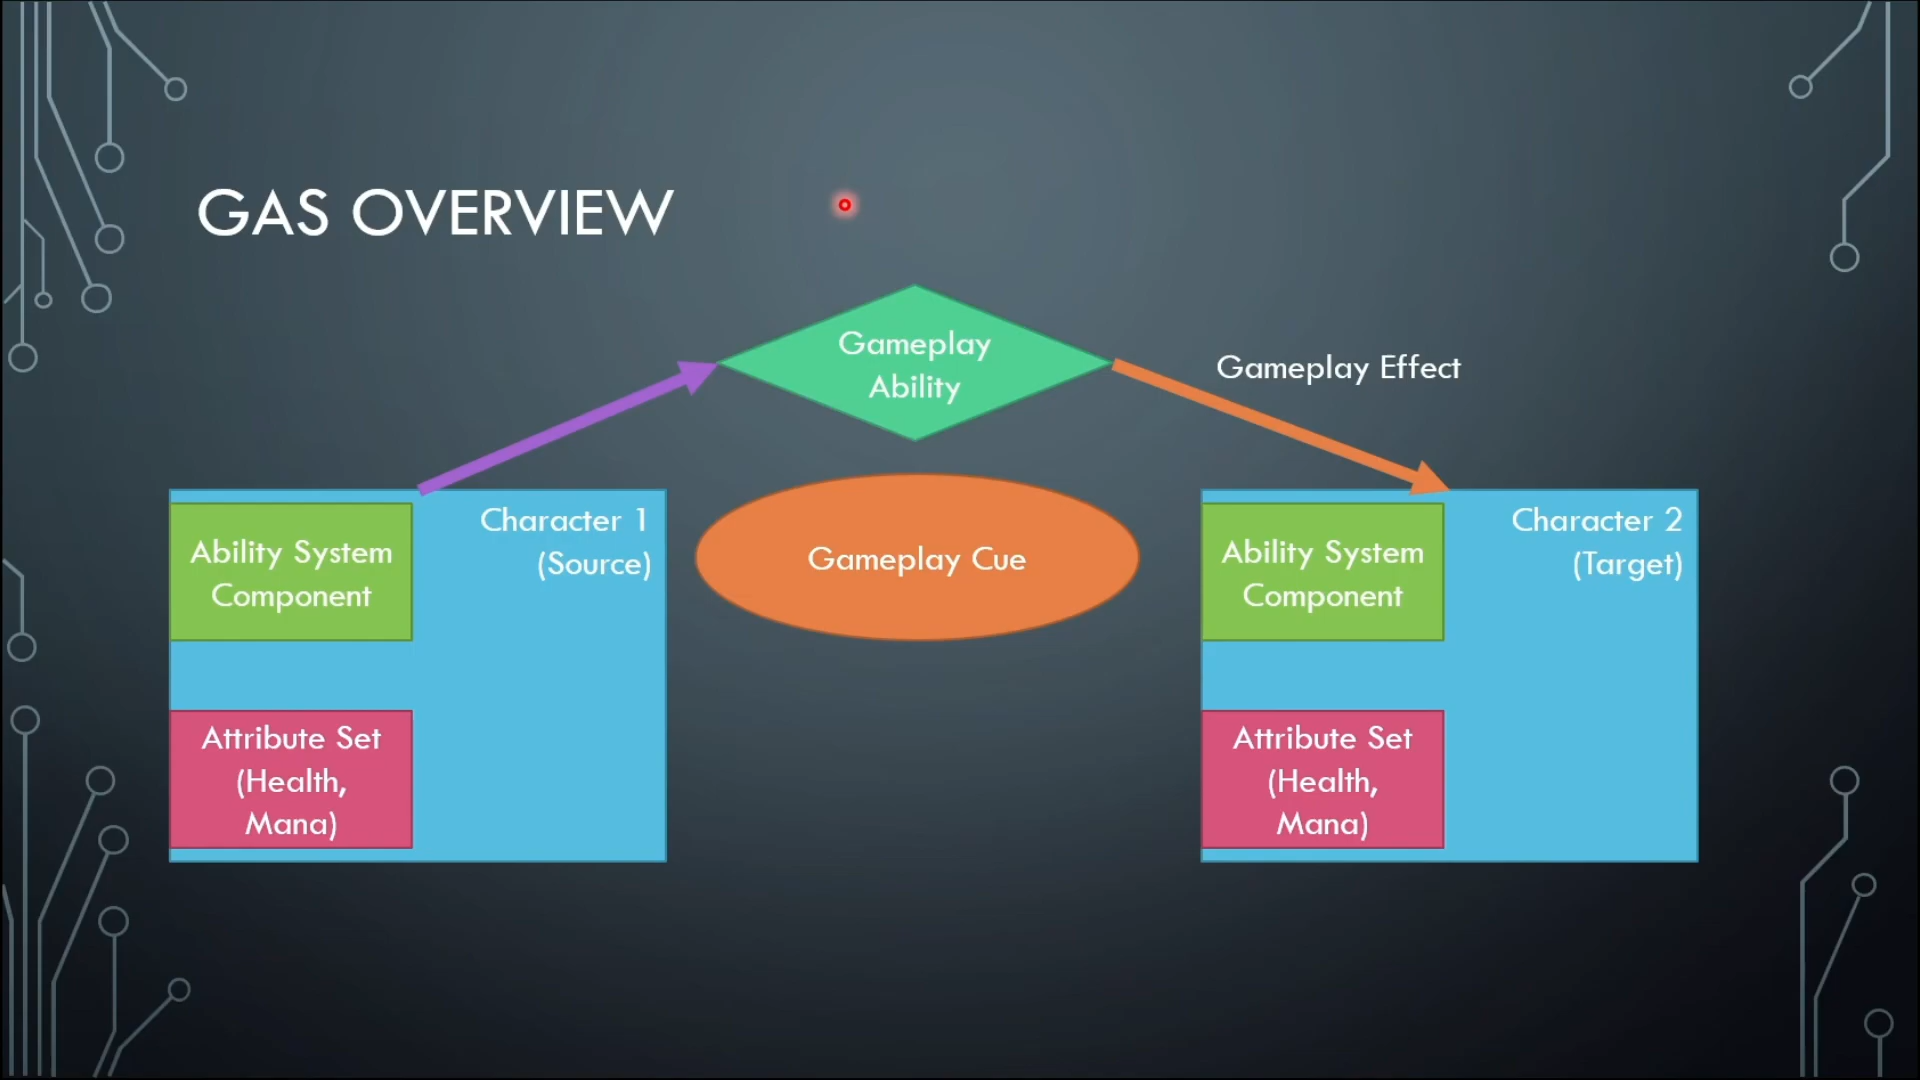 GAS OVERVIEW
Gameplay
Ability
Gameplay Effect
Ability System
Component
Character 1
(Source)
Attribute Set
(Health,
Mana)
Gameplay Cue
Ability System
Component
Character 2
(Target)
Attribute Set
(Health,
Mana)